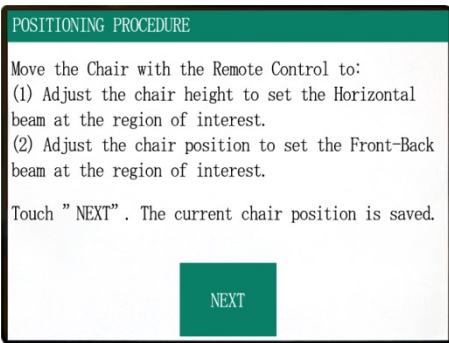 POSITIONING PROCEDURE
Move the Chair with the Remote Control to:
(1) Adjust the chair height to set the Horizontal
beam at the region of interest.
(2) Adjust the chair position to set the Front-Back
beam at the region of interest.
Touch ” NEXT” . The current chair position is saved.
NEXT